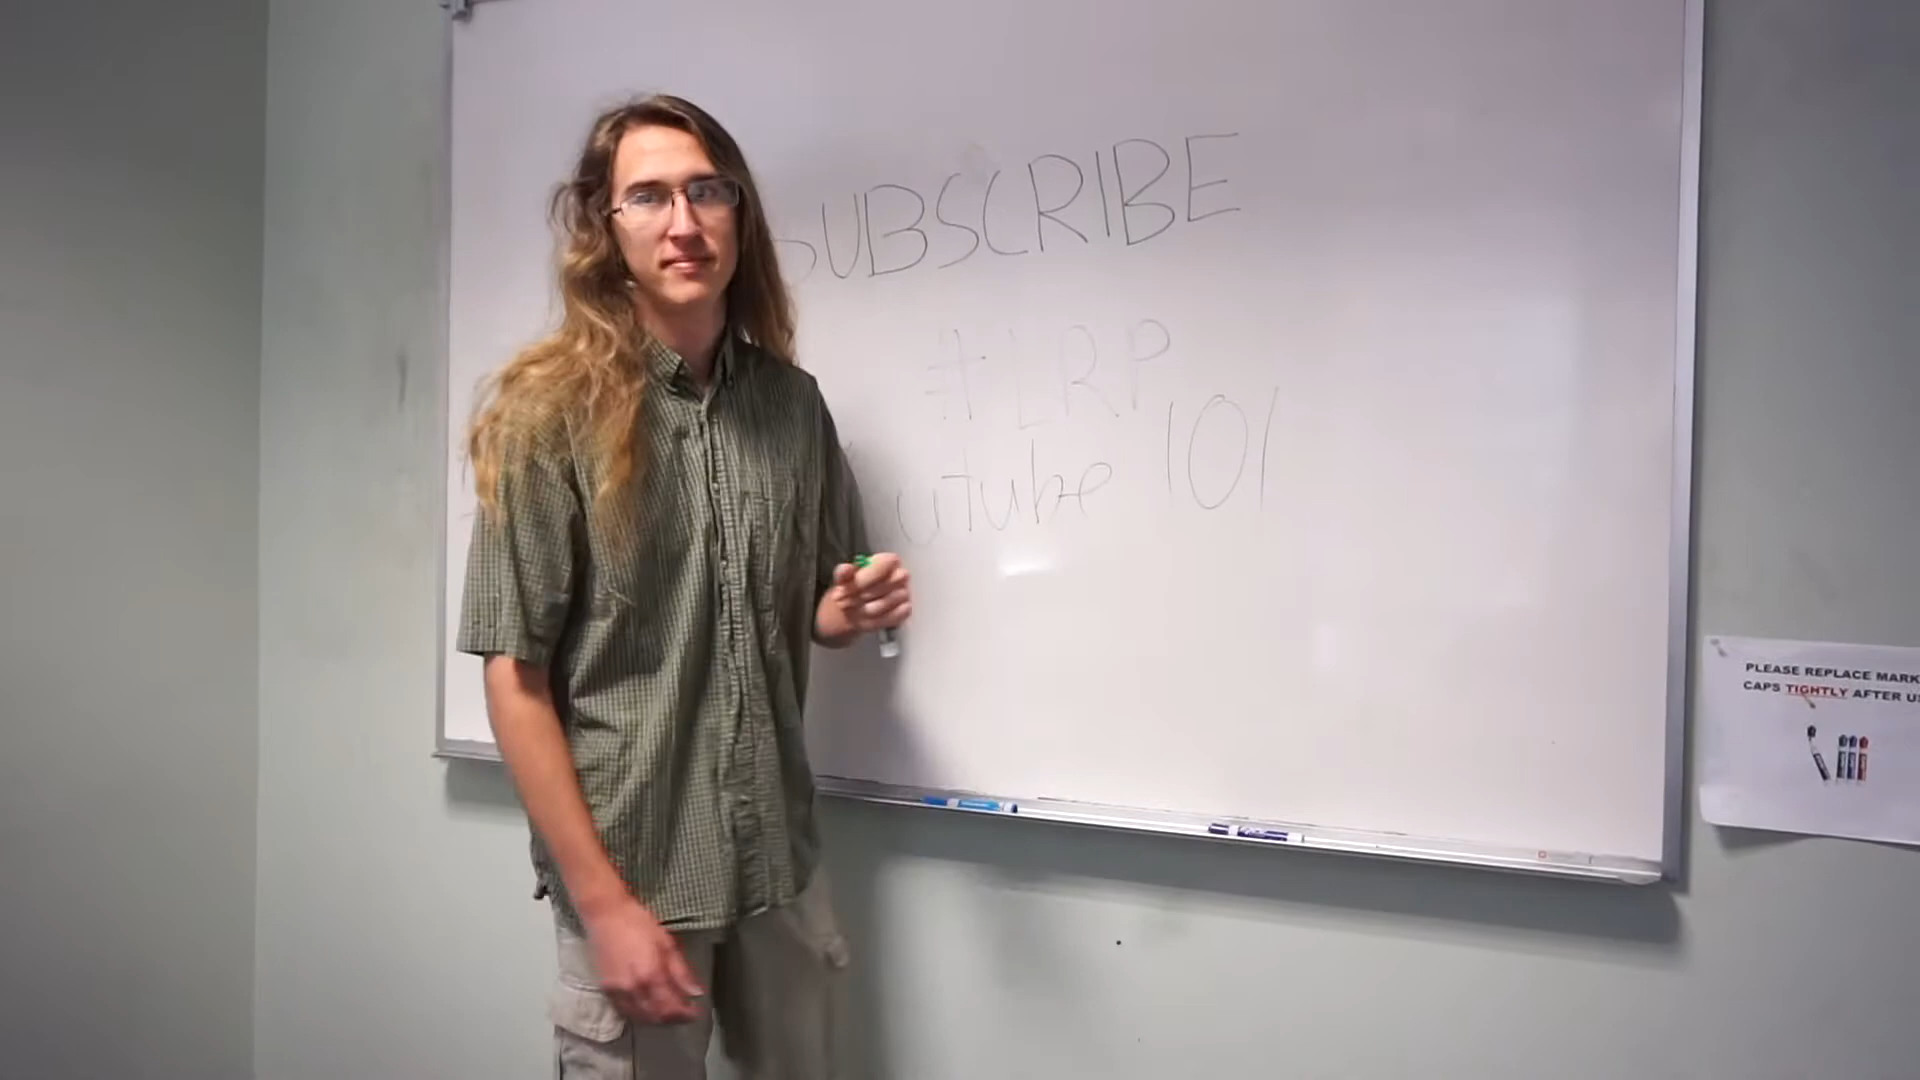 SUBSCRIBE
#LRP
utube 101
PLEASE REPLACE MARK
CAPS TIGHTLY AFTER U